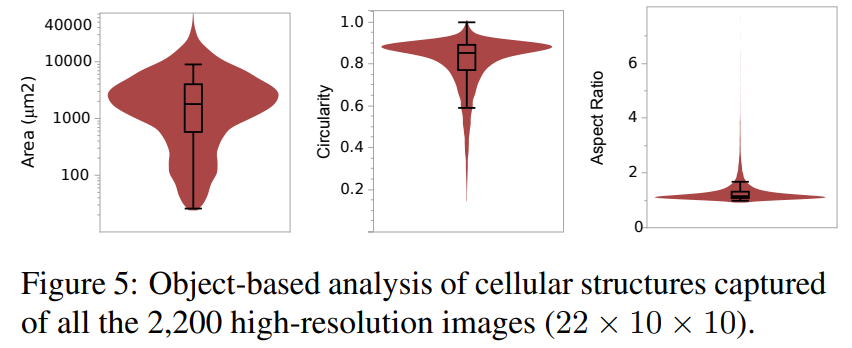 Area (μm2)
40000
10000
1000
100
Circularity
1.0
0.8
0.6
0.4
0.2
Aspect Ratio
6
4
2
0
Figure 5: Object-based analysis of cellular structures captured
of all the 2,200 high-resolution images (22 × 10 × 10).